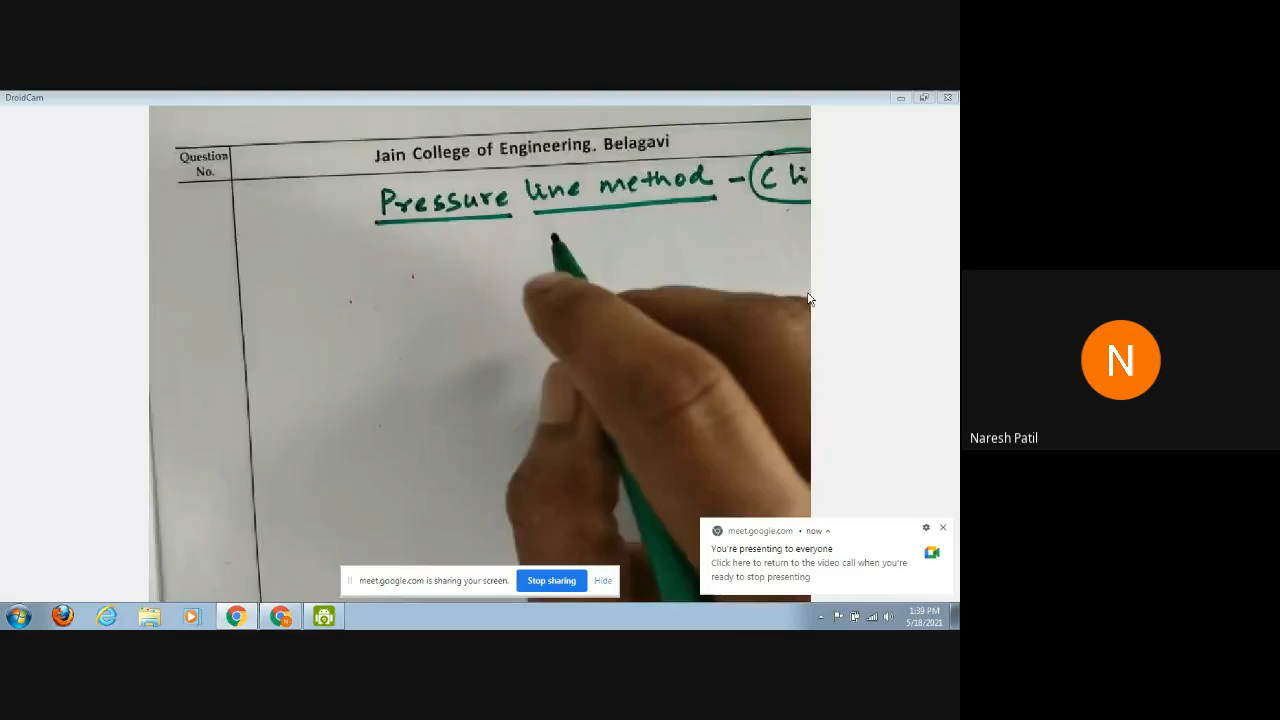 DroidCam
Question
No.
Jain College of Engineering, Belagavi
Pressure line method - (C li
N
Naresh Patil
meet.google.com • now
You're presenting to everyone
Click here to return to the video call when you're
ready to stop presenting
meet.google.com is sharing your screen.
Stop sharing
Hide
1:39 PM
5/18/2021